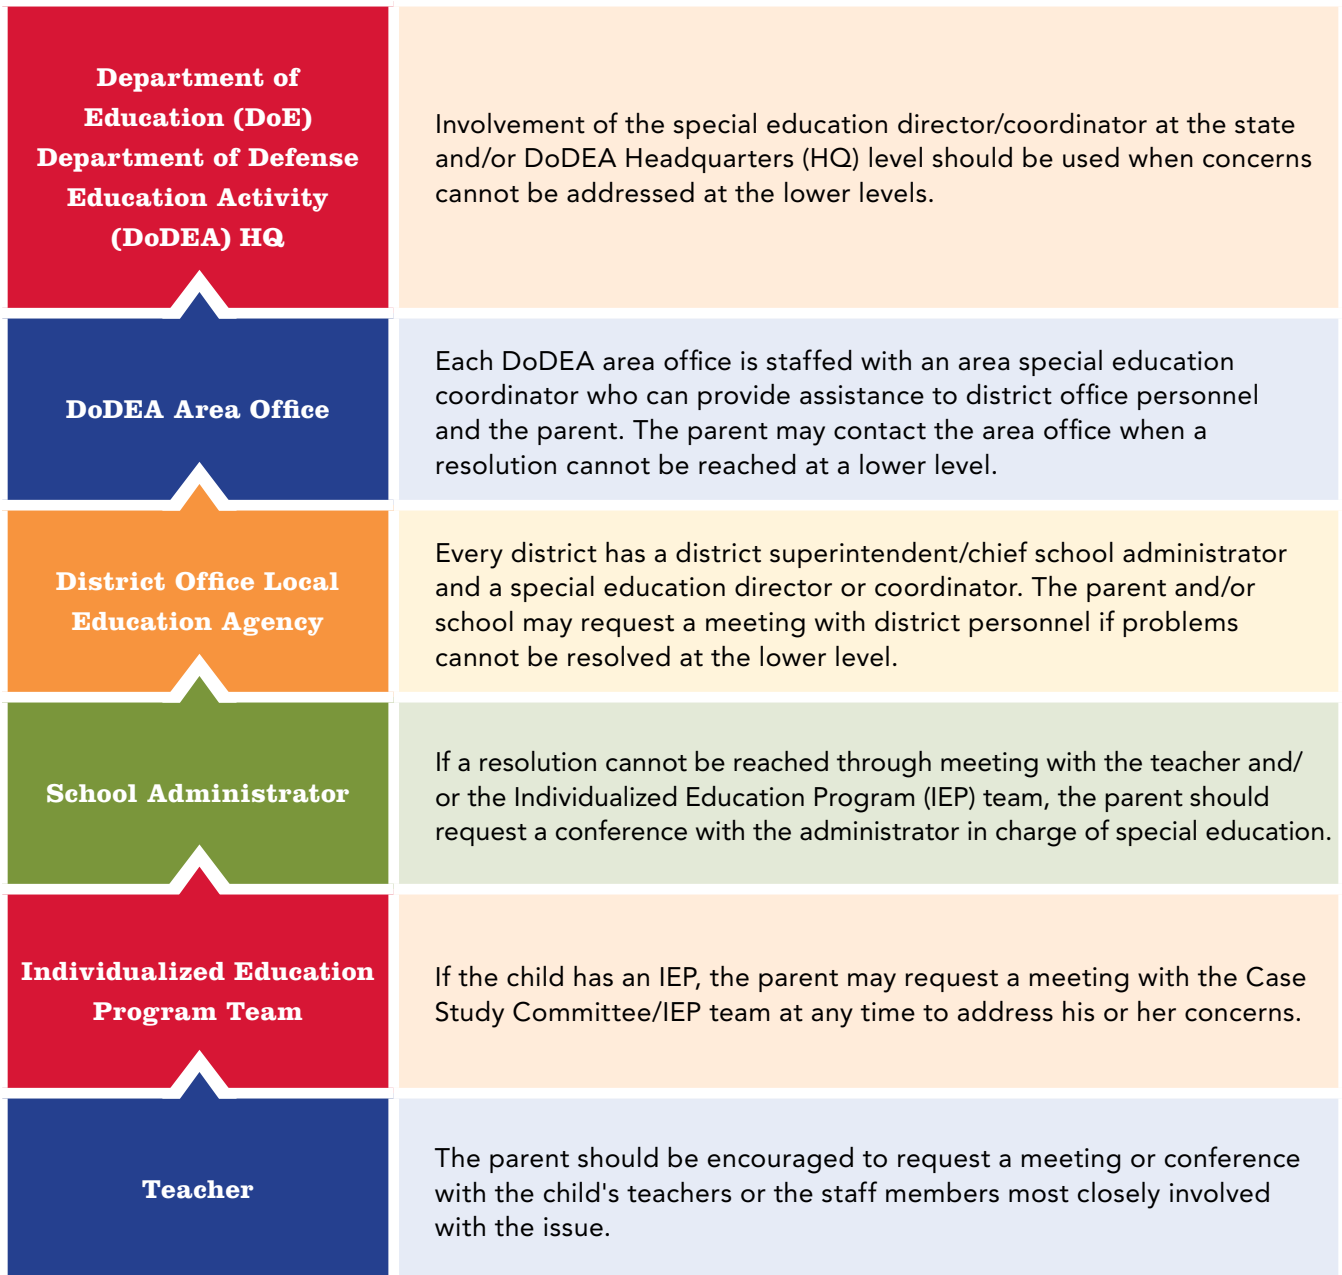 Department of
Education (DoE)
Department of Defense
Education Activity
(DoDEA) HQ
Involvement of the special education director/coordinator at the state
and/or DoDEA Headquarters (HQ) level should be used when concerns
cannot be addressed at the lower levels.
DoDEA Area Office
Each DoDEA area office is staffed with an area special education
coordinator who can provide assistance to district office personnel
and the parent. The parent may contact the area office when a
resolution cannot be reached at a lower level.
District Office Local
Education Agency
Every district has a district superintendent/chief school administrator
and a special education director or coordinator. The parent and/or
school may request a meeting with district personnel if problems
cannot be resolved at the lower level.
School Administrator
If a resolution cannot be reached through meeting with the teacher and/
or the Individualized Education Program (IEP) team, the parent should
request a conference with the administrator in charge of special education.
Individualized Education
Program Team
If the child has an IEP, the parent may request a meeting with the Case
Study Committee/IEP team at any time to address his or her concerns.
Teacher
The parent should be encouraged to request a meeting or conference
with the child's teachers or the staff members most closely involved
with the issue.